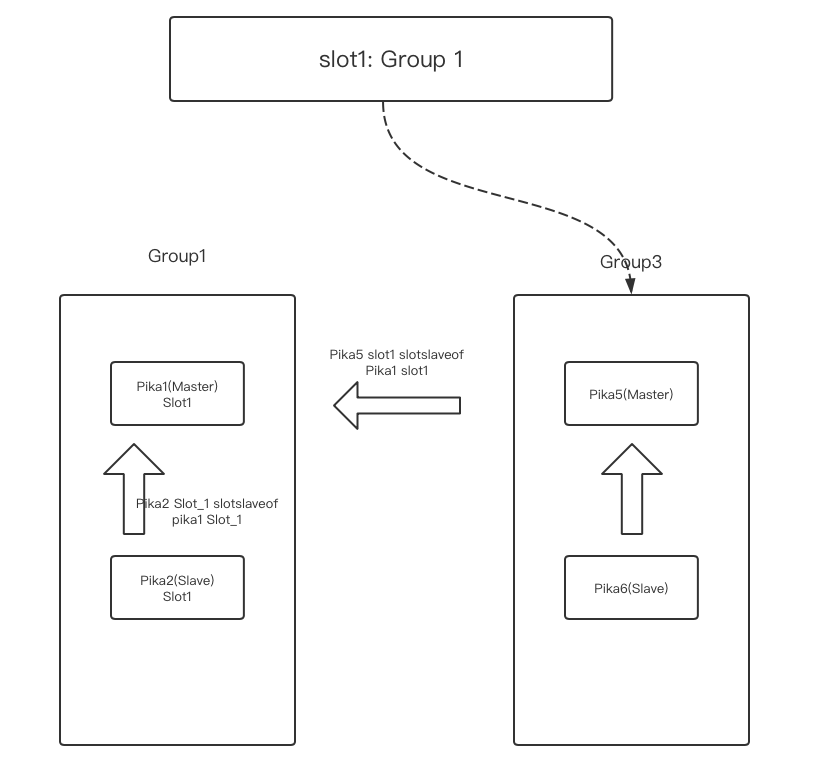 slot1: Group 1
Group1
Group3
Pika5 slot1 slotslaveof
Pika1 slot1
Pika1(Master)
Slot1
Pika5(Master)
Pika2 Slot_1 slotslaveof
pika1 Slot_1
Pika2(Slave)
Slot1
Pika6(Slave)